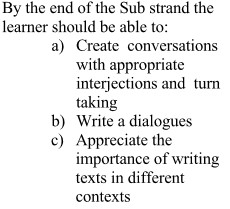 By the end of the Sub strand the
learner should be able to:
a) Create conversations
with appropriate
interjections and turn
taking
b) Write a dialogues
c) Appreciate the
importance of writing
texts in different
contexts